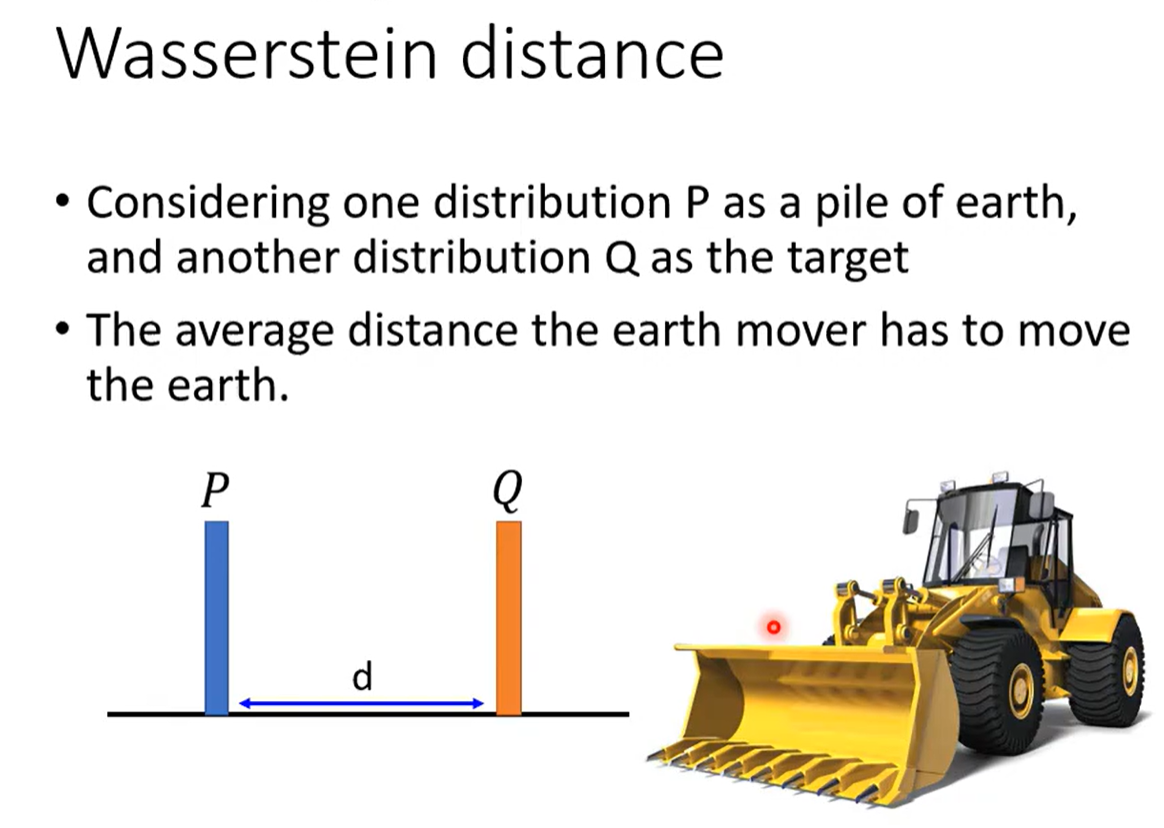 Wasserstein distance
• Considering one distribution P as a pile of earth,
and another distribution Q as the target
• The average distance the earth mover has to move
the earth.
P
Q
d